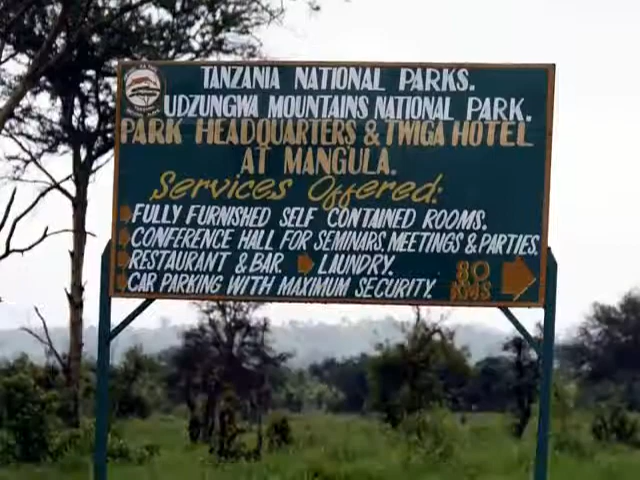 TANZANIA NATIONAL PARKS.
UDZUNGWA MOUNTAINS NATIONAL PARK.
PARK HEADQUARTERS & TWIGA HOTEL
AT MANGULA.
Services Offered:
FULLY FURNISHED SELF CONTAINED ROOMS.
CONFERENCE HALL FOR SEMINARS MEETINGS & PARTIES.
RESTAURANT & BAR. LAUNDRY.
CAR PARKING WITH MAXIMUM SECURITY.
80
KMS